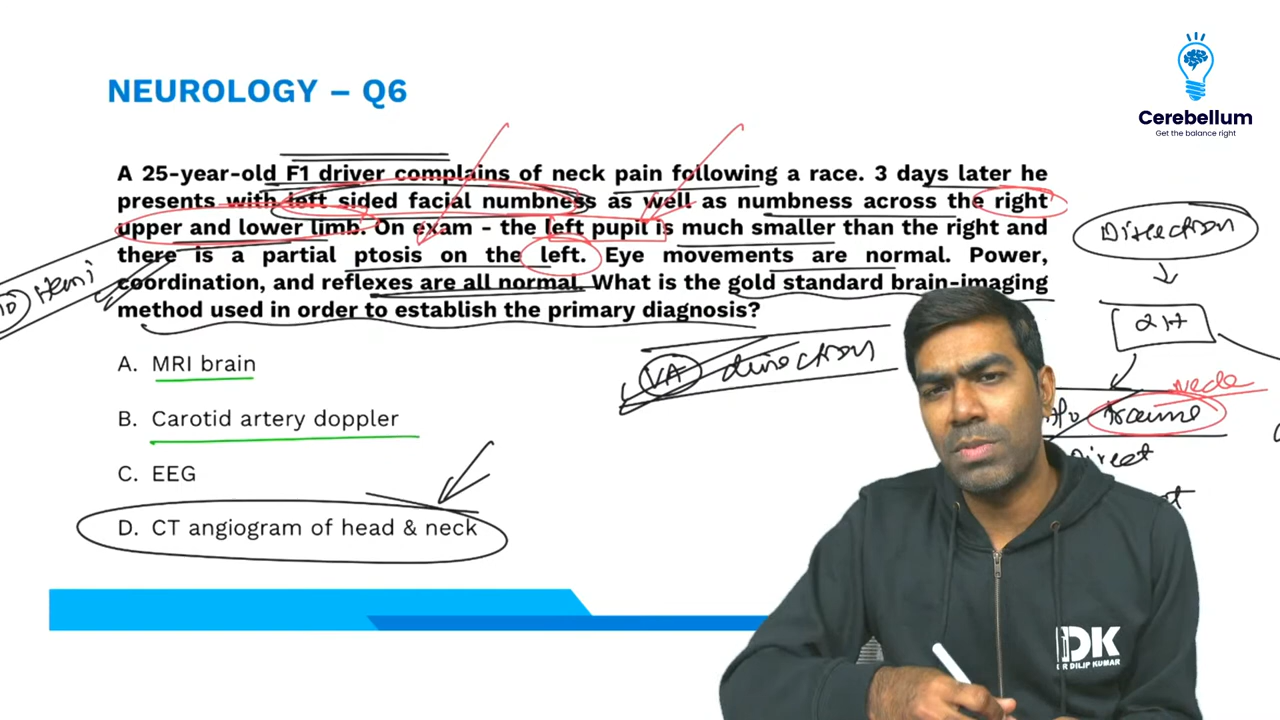 NEUROLOGY – Q6
Cerebellum
Get the balance right
A 25-year-old F1 driver complains of neck pain following a race. 3 days later he
presents with left sided facial numbness as well as numbness across the right
upper and lower limb. On exam - the left pupil is much smaller than the right and
there is a partial ptosis on the left. Eye movements are normal. Power,
coordination, and reflexes are all normal. What is the gold standard brain-imaging
method used in order to establish the primary diagnosis?
Dissection
Hemi
VA dissection
A. MRI brain
B. Carotid artery doppler
C. EEG
D. CT angiogram of head & neck
Neck
Trauma
Direct
DK
DR DILIP KUMAR